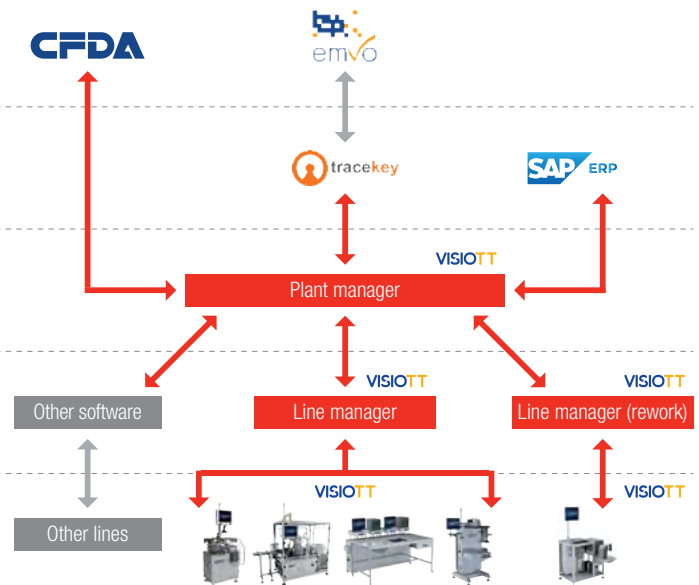 CFDA
emvo
tracekey
SAP ERP
VISIOTT
Plant manager
VISIOTT
VISIOTT
Other software
Line manager
Line manager (rework)
VISIOTT
VISIOTT
Other lines